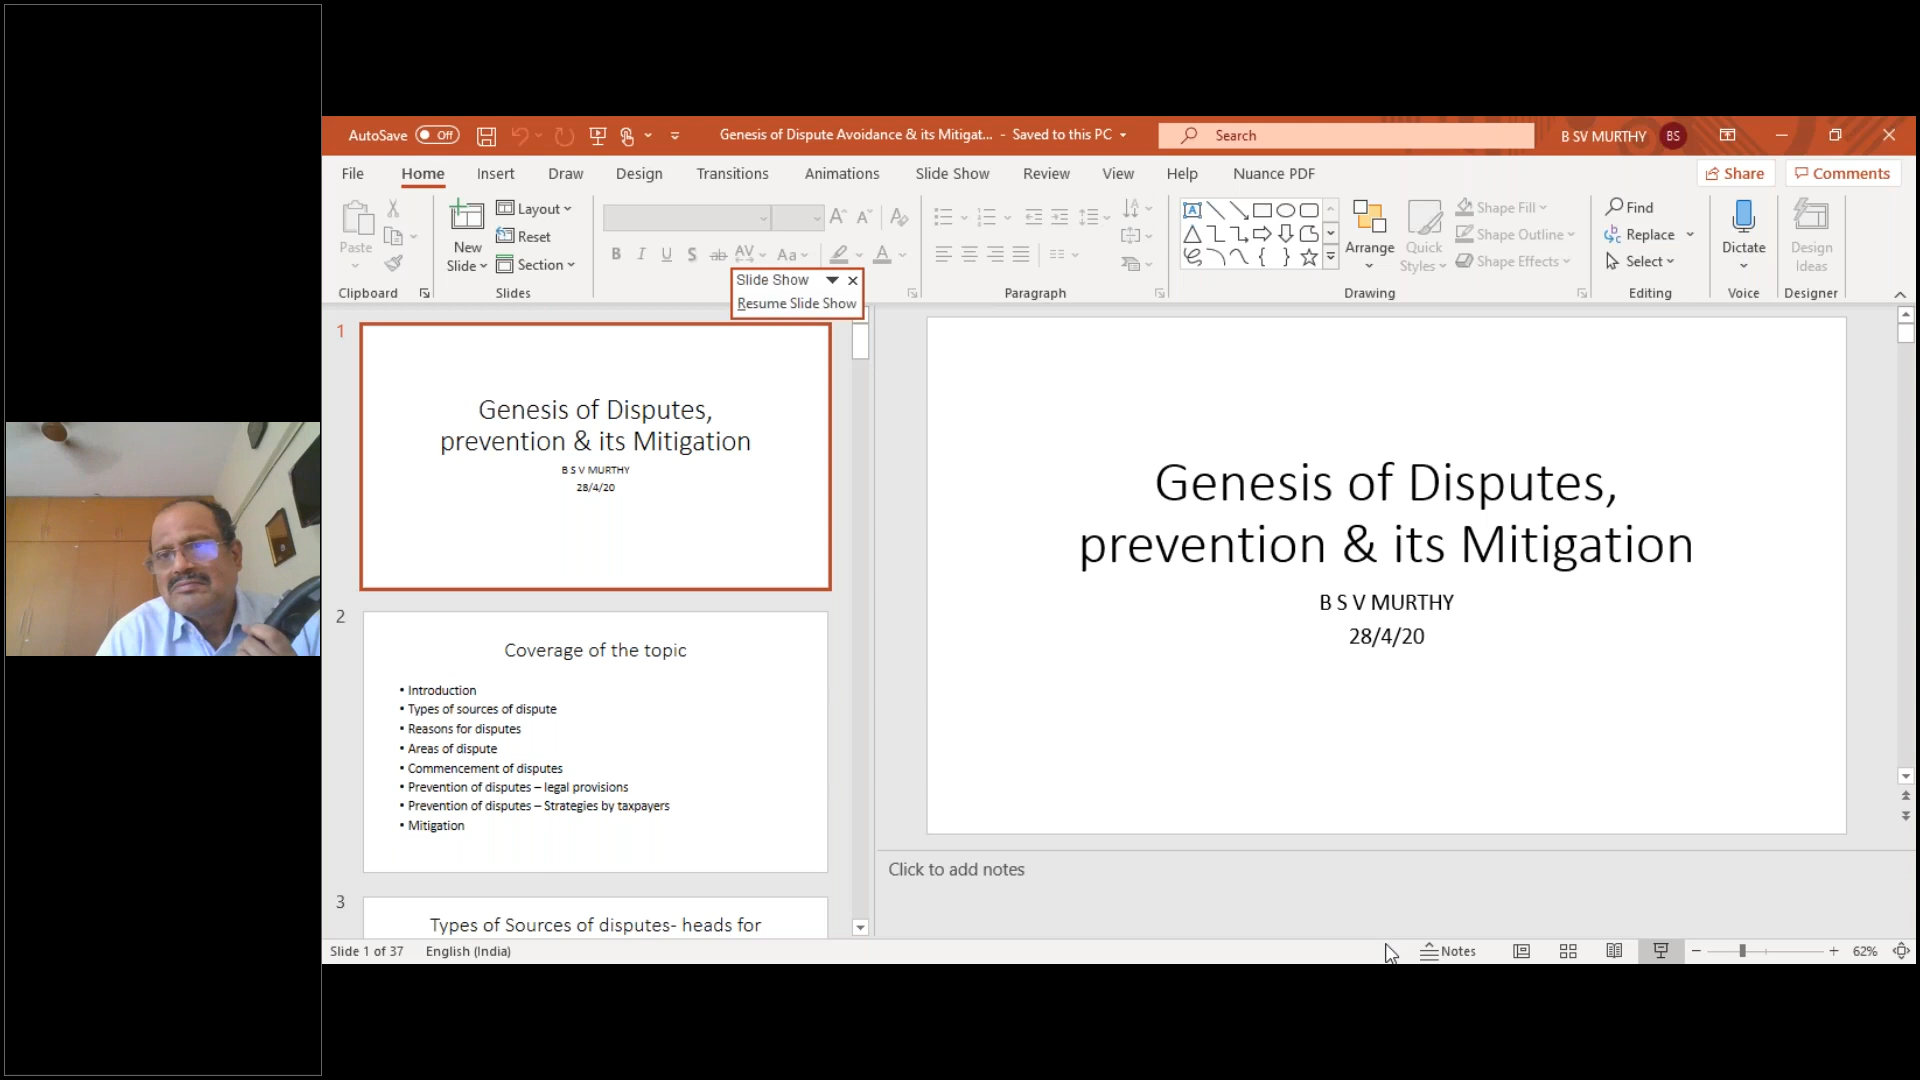 AutoSave Off
Genesis of Dispute Avoidance & its Mitigat... - Saved to this PC
Search
B SV MURTHY BS
File Home Insert Draw Design Transitions Animations Slide Show Review View Help Nuance PDF
Share Comments
Paste
Clipboard
New
Slide
Layout
Reset
Section
Slides
B I U S ab AV Aa A
Paragraph
Arrange
Quick
Styles
Shape Fill
Shape Outline
Shape Effects
Drawing
Find
Replace
Select
Editing
Dictate
Voice
Design
Ideas
Designer
Slide Show
Resume Slide Show
1
Genesis of Disputes,
prevention & its Mitigation
B S V MURTHY
28/4/20
2
Coverage of the topic
• Introduction
• Types of sources of dispute
• Reasons for disputes
• Areas of dispute
• Commencement of disputes
• Prevention of disputes – legal provisions
• Prevention of disputes – Strategies by taxpayers
• Mitigation
3
Types of Sources of disputes- heads for
Genesis of Disputes,
prevention & its Mitigation
B S V MURTHY
28/4/20
Click to add notes
Slide 1 of 37 English (India)
Notes
62%